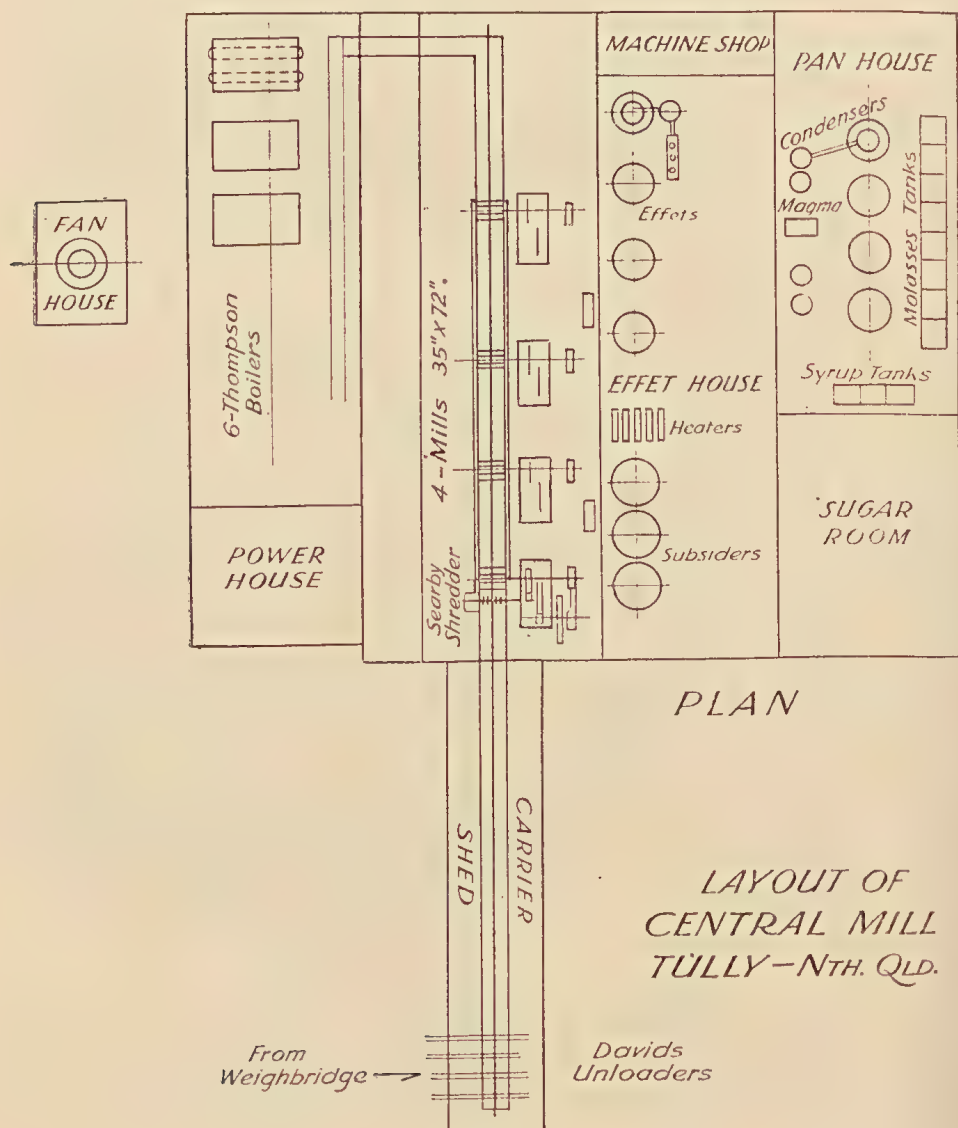 MACHINE SHOP
PAN HOUSE
Condensers
Magma
Molasses Tanks
Syrup Tanks
Effets
FAN
HOUSE
6-Thompson
Boilers
4-Mills 35"x72".
EFFET HOUSE
Heaters
Subsiders
SUGAR
ROOM
POWER
HOUSE
Searby
Shredder
PLAN
SHED
CARRIER
LAYOUT OF
CENTRAL MILL
TULLY-NTH. QLD.
From
Weighbridge
Davids
Unloaders